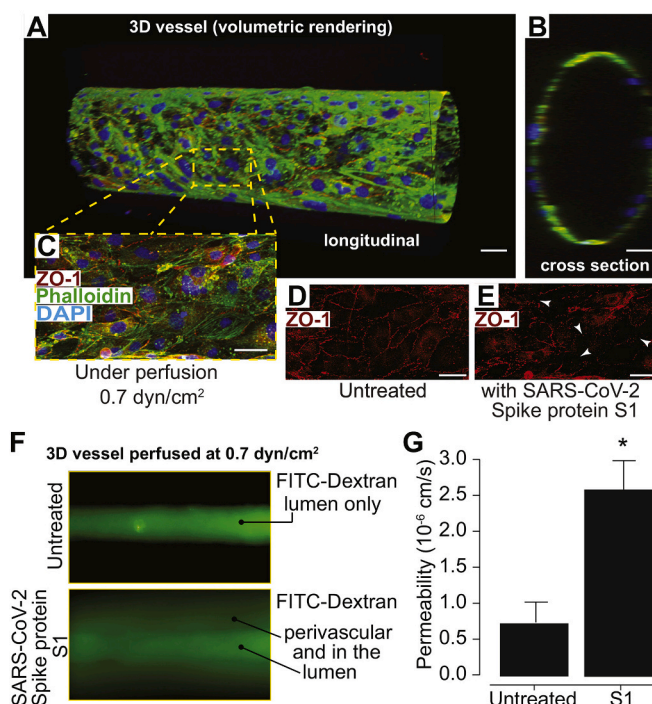 A
3D vessel (volumetric rendering)
longitudinal
B
cross section
C
ZO-1
Phalloidin
DAPI
Under perfusion
0.7 dyn/cm²
D
ZO-1
Untreated
E
ZO-1
with SARS-CoV-2
Spike protein S1
F
3D vessel perfused at 0.7 dyn/cm²
Untreated
FITC-Dextran
lumen only
SARS-CoV-2
Spike protein
S1
FITC-Dextran
perivascular
and in the
lumen
G
Permeability (10⁻⁶ cm/s)
*
3.0
2.5
2.0
1.5
1.0
0.5
0.0
Untreated
S1